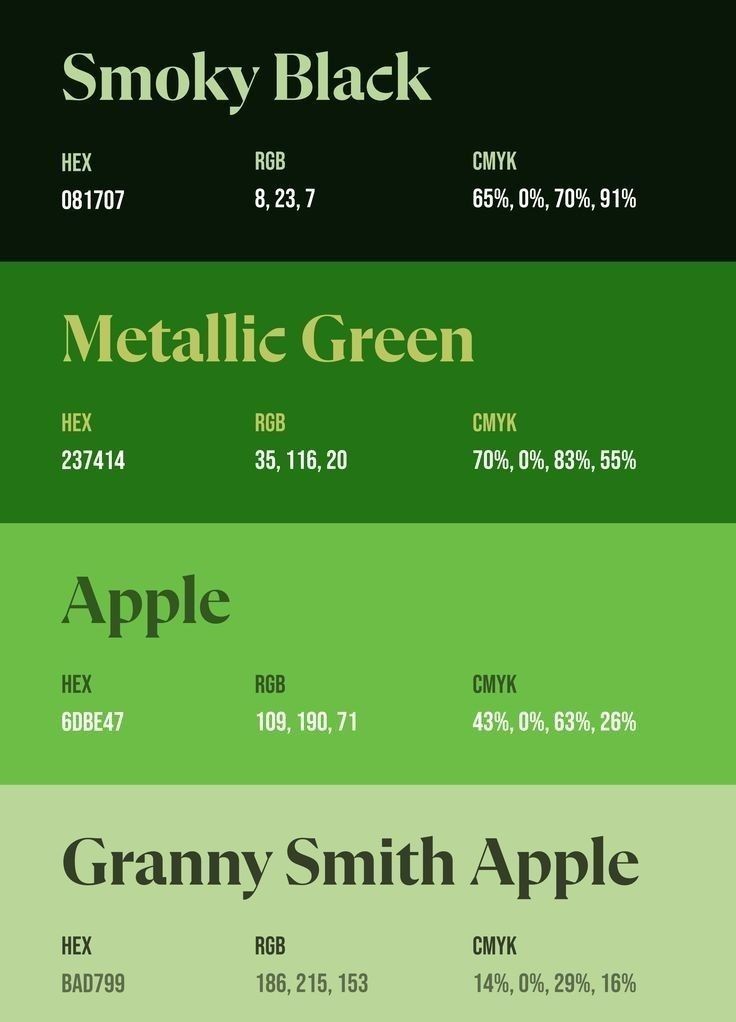 Smoky Black
HEX RGB CMYK
081707 8, 23, 7 65%, 0%, 70%, 91%
Metallic Green
HEX RGB CMYK
237414 35, 116, 20 70%, 0%, 83%, 55%
Apple
HEX RGB CMYK
6DBE47 109, 190, 71 43%, 0%, 63%, 26%
Granny Smith Apple
HEX RGB CMYK
BAD799 186, 215, 153 14%, 0%, 29%, 16%